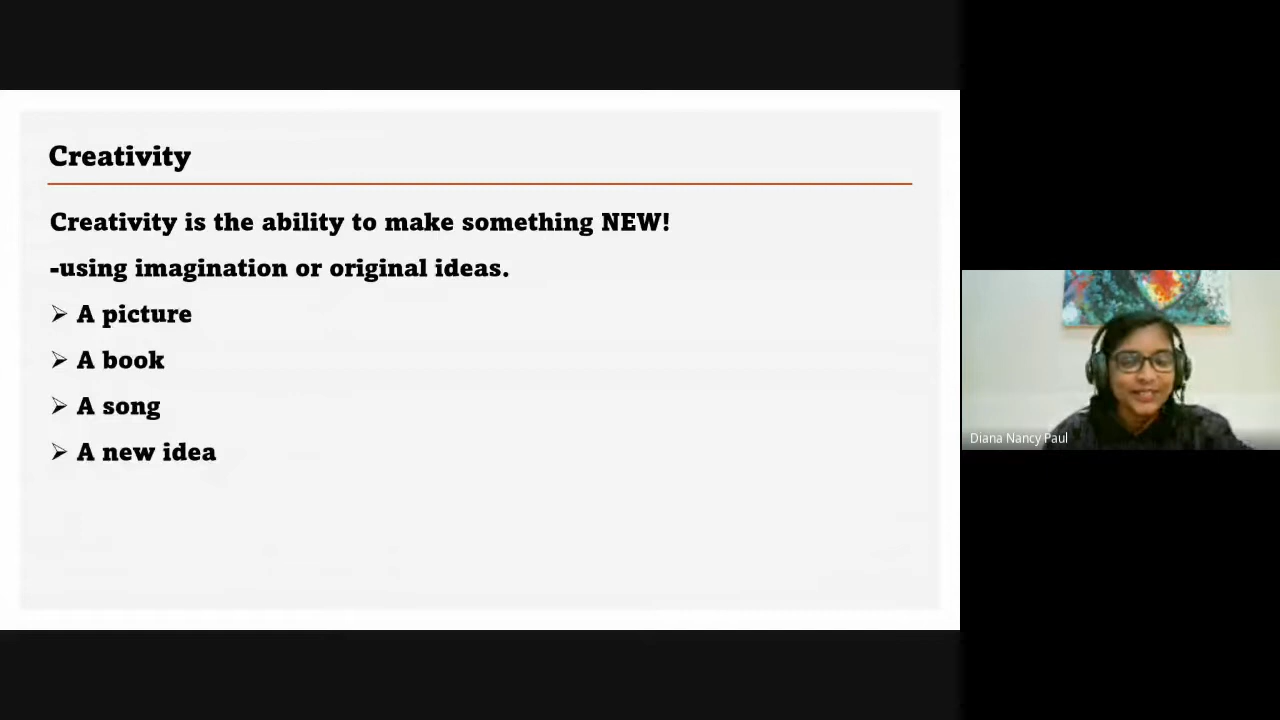 Creativity
Creativity is the ability to make something NEW!
-using imagination or original ideas.
➢ A picture
➢ A book
➢ A song
➢ A new idea
Diana Nancy Paul